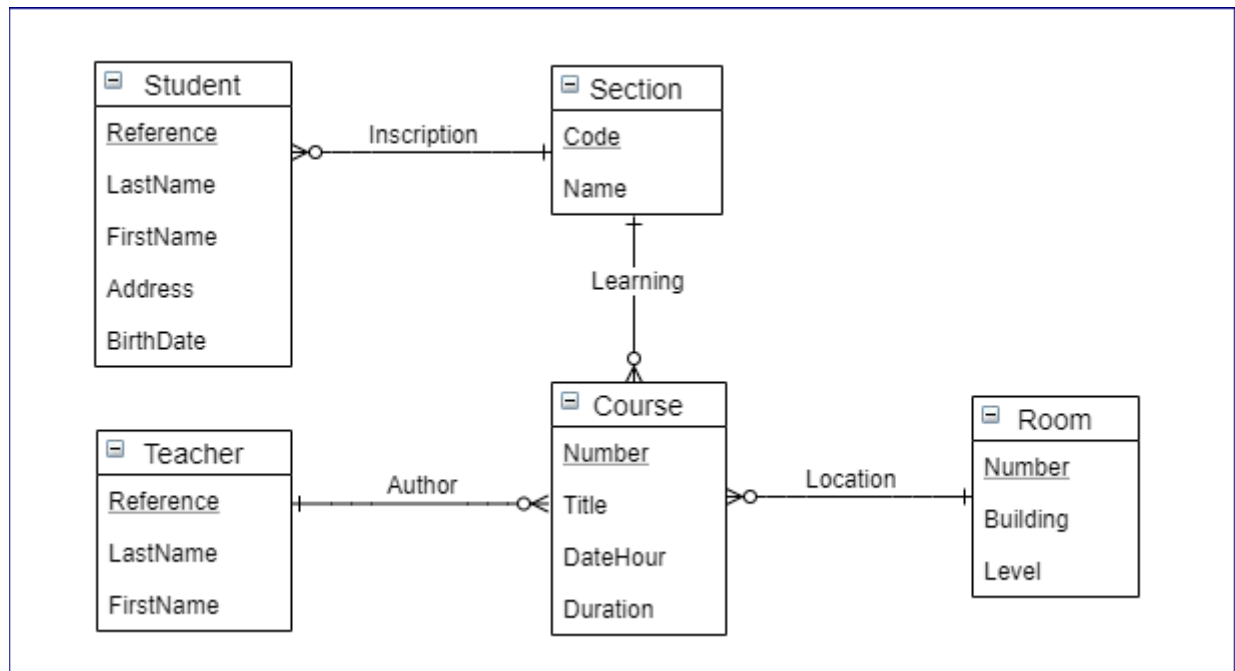 Student
Reference
LastName
FirstName
Address
BirthDate
Inscription
Section
Code
Name
Learning
Teacher
Reference
LastName
FirstName
Author
Course
Number
Title
DateHour
Duration
Location
Room
Number
Building
Level